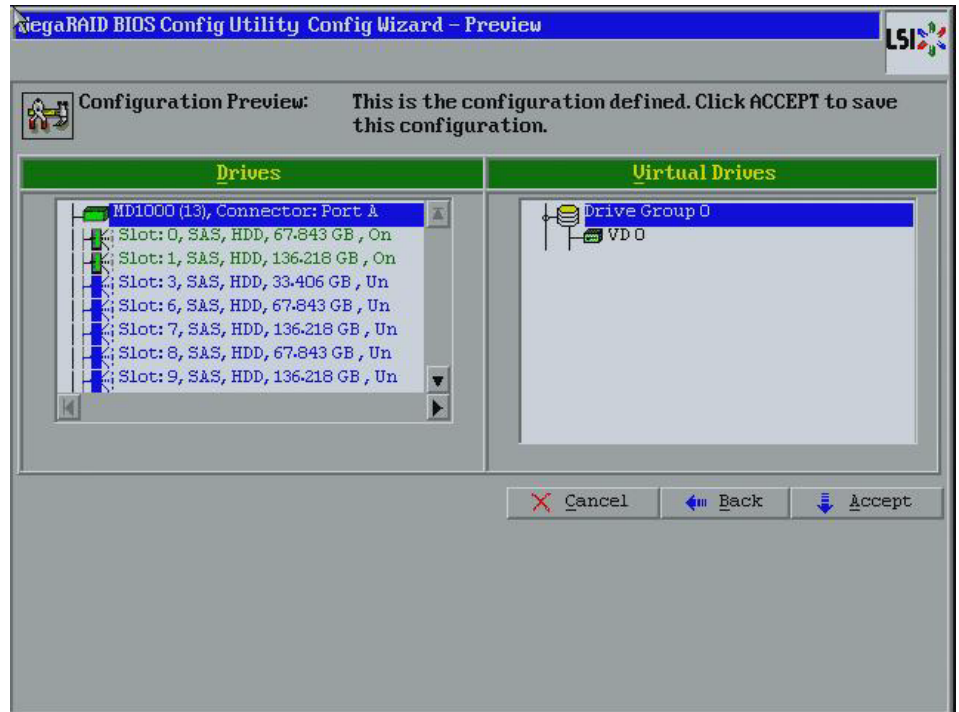 MegaRAID BIOS Config Utility Config Wizard – Preview
LSI
Configuration Preview:
This is the configuration defined. Click ACCEPT to save
this configuration.
Drives
MD1000 (13), Connector: Port A
Slot: 0, SAS, HDD, 67.843 GB , On
Slot: 1, SAS, HDD, 136.218 GB , On
Slot: 3, SAS, HDD, 33.406 GB , Un
Slot: 6, SAS, HDD, 67.843 GB , Un
Slot: 7, SAS, HDD, 136.218 GB , Un
Slot: 8, SAS, HDD, 67.843 GB , Un
Slot: 9, SAS, HDD, 136.218 GB , Un
Virtual Drives
Drive Group 0
VD 0
Cancel
Back
Accept